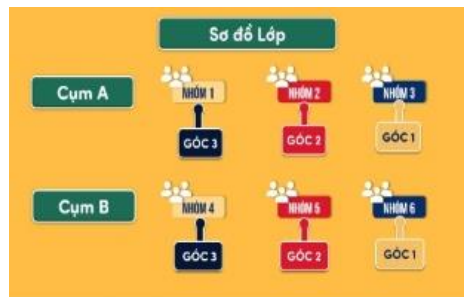 Sơ đồ Lớp
Cụm A
NHÓM 1
NHÓM 2
NHÓM 3
GÓC 3
GÓC 2
GÓC 1
Cụm B
NHÓM 4
NHÓM 5
NHÓM 6
GÓC 3
GÓC 2
GÓC 1